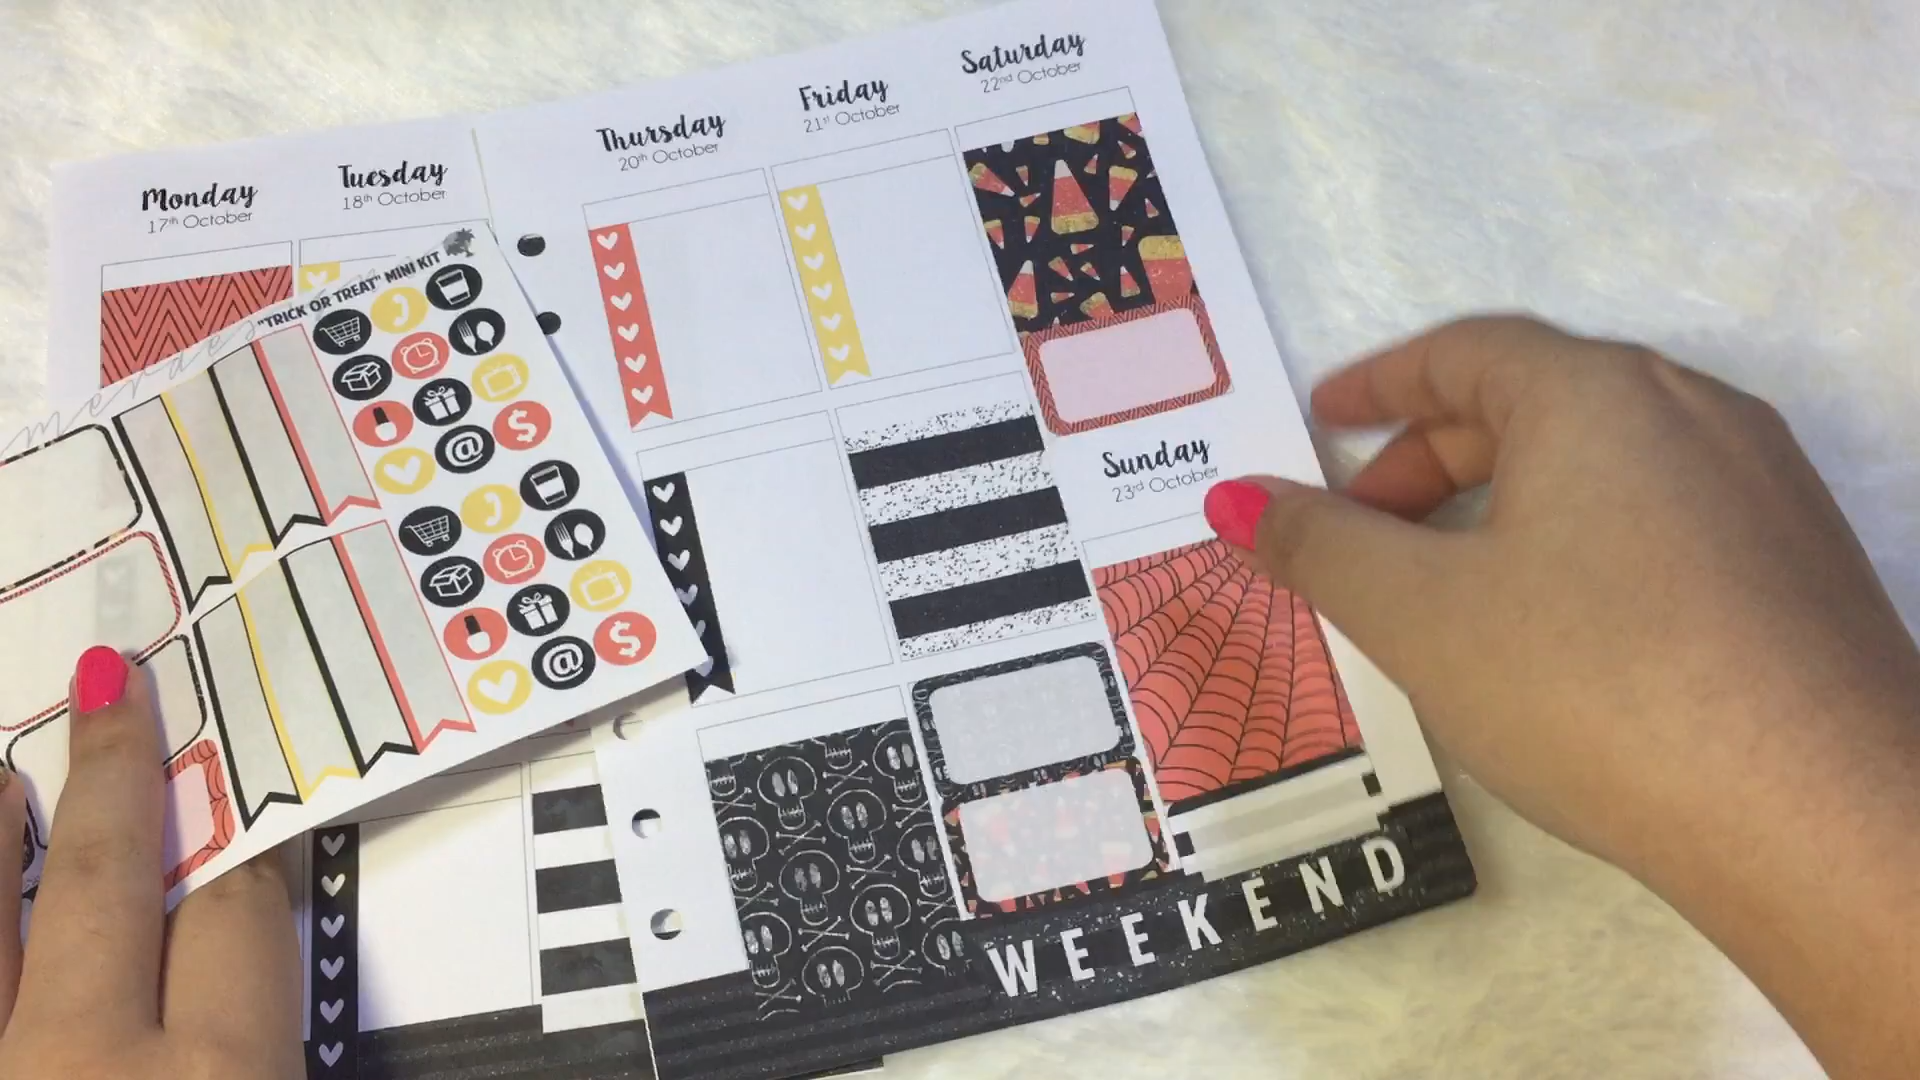 Monday
17th October
Tuesday
18th October
Thursday
20th October
Friday
21st October
Saturday
22nd October
"TRICK OR TREAT" MINI KIT
@
$
@
$
Sunday
23rd October
WEEKEND